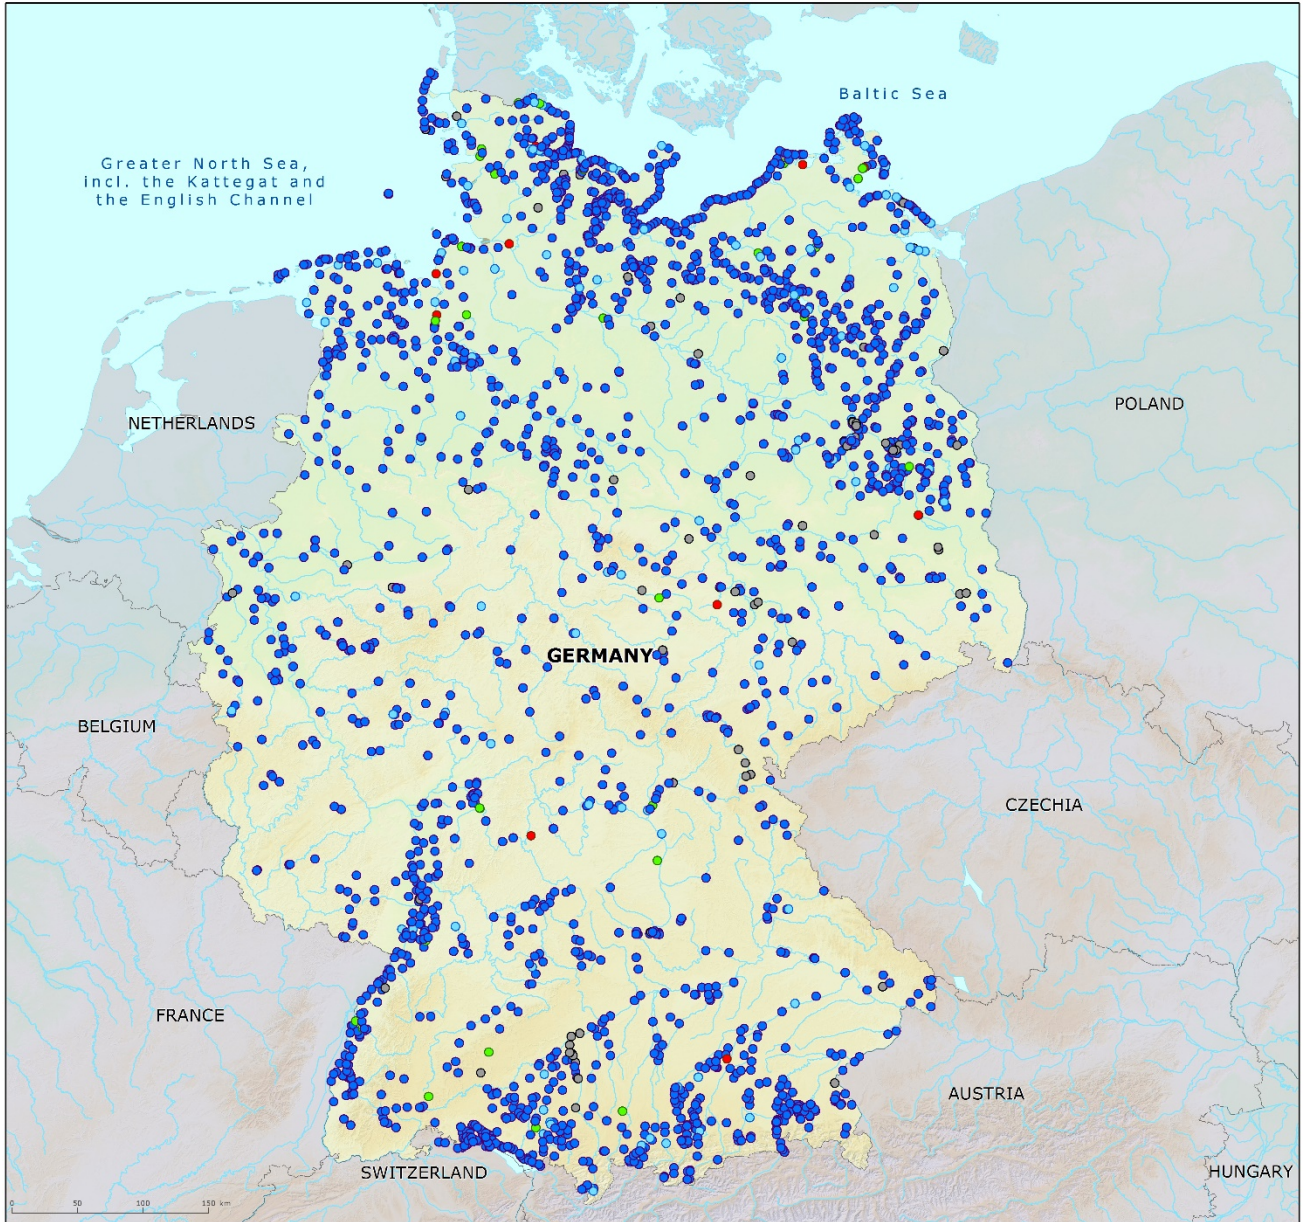 Baltic Sea
Greater North Sea,
incl. the Kattegat and
the English Channel
NETHERLANDS
POLAND
GERMANY
BELGIUM
CZECHIA
FRANCE
AUSTRIA
SWITZERLAND
HUNGARY
0 50 100 150 km